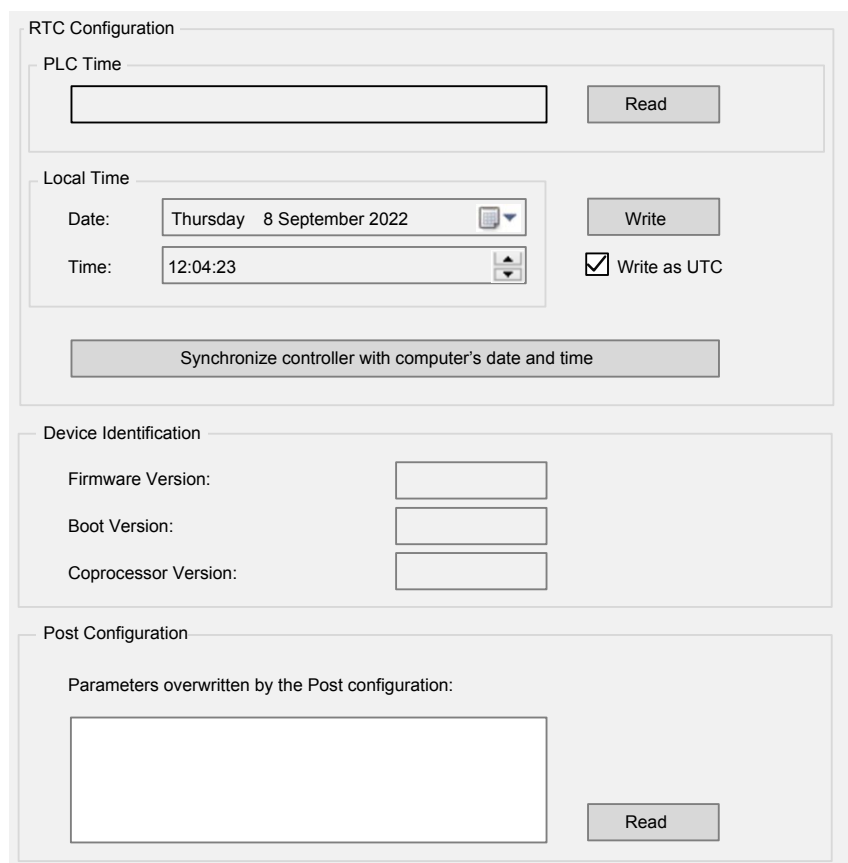 RTC Configuration
PLC Time
Read
Local Time
Date: Thursday 8 September 2022 Write
Time: 12:04:23 Write as UTC
Synchronize controller with computer’s date and time
Device Identification
Firmware Version:
Boot Version:
Coprocessor Version:
Post Configuration
Parameters overwritten by the Post configuration:
Read